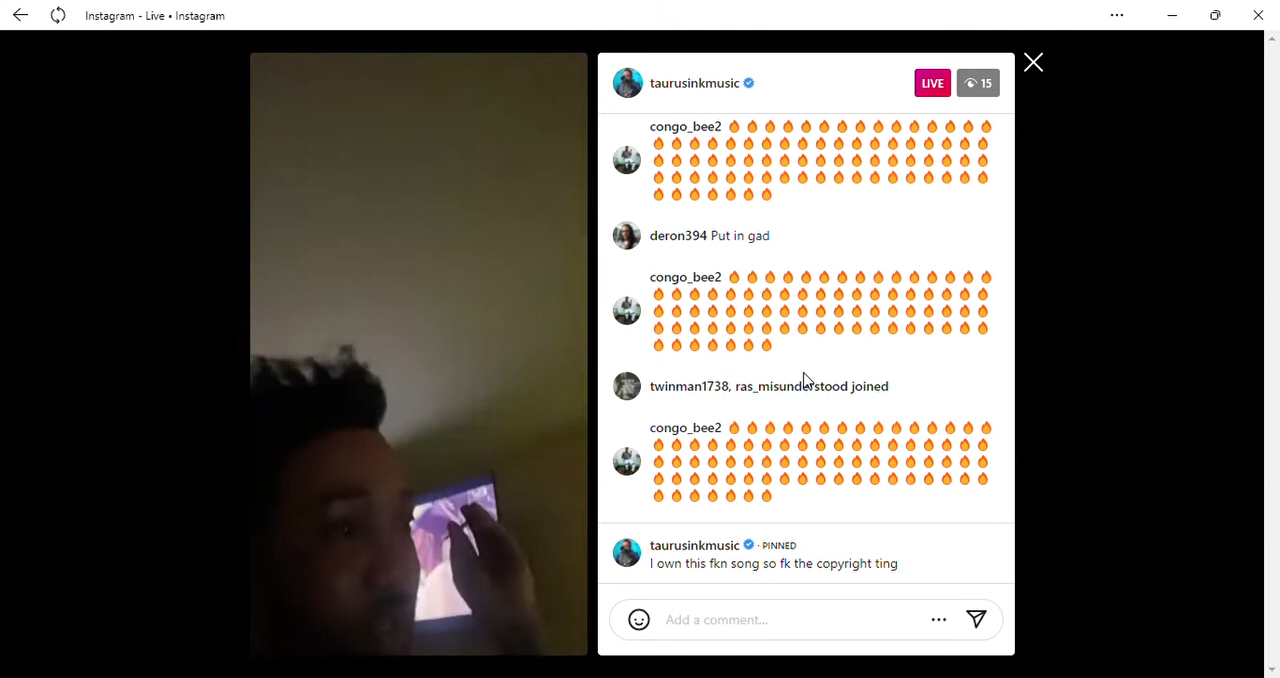 Instagram - Live • Instagram
taurusinkmusic
LIVE
15
congo_bee2 🔥🔥🔥🔥🔥🔥🔥🔥🔥🔥🔥🔥🔥🔥🔥
🔥🔥🔥🔥🔥🔥🔥🔥🔥🔥🔥🔥🔥🔥🔥🔥🔥🔥🔥
🔥🔥🔥🔥🔥🔥🔥🔥🔥🔥🔥🔥🔥🔥🔥🔥🔥🔥🔥
🔥🔥🔥🔥🔥🔥🔥🔥🔥🔥🔥🔥🔥🔥🔥🔥🔥🔥🔥
🔥🔥🔥🔥🔥🔥🔥
deron394 Put in gad
congo_bee2 🔥🔥🔥🔥🔥🔥🔥🔥🔥🔥🔥🔥🔥🔥🔥
🔥🔥🔥🔥🔥🔥🔥🔥🔥🔥🔥🔥🔥🔥🔥🔥🔥🔥🔥
🔥🔥🔥🔥🔥🔥🔥🔥🔥🔥🔥🔥🔥🔥🔥🔥🔥🔥🔥
🔥🔥🔥🔥🔥🔥🔥🔥🔥🔥🔥🔥🔥🔥🔥🔥🔥🔥🔥
🔥🔥🔥🔥🔥🔥🔥
twinman1738, ras_misunderstood joined
congo_bee2 🔥🔥🔥🔥🔥🔥🔥🔥🔥🔥🔥🔥🔥🔥🔥
🔥🔥🔥🔥🔥🔥🔥🔥🔥🔥🔥🔥🔥🔥🔥🔥🔥🔥🔥
🔥🔥🔥🔥🔥🔥🔥🔥🔥🔥🔥🔥🔥🔥🔥🔥🔥🔥🔥
🔥🔥🔥🔥🔥🔥🔥🔥🔥🔥🔥🔥🔥🔥🔥🔥🔥🔥🔥
🔥🔥🔥🔥🔥🔥🔥
taurusinkmusic · PINNED
I own this fkn song so fk the copyright ting
Add a comment...